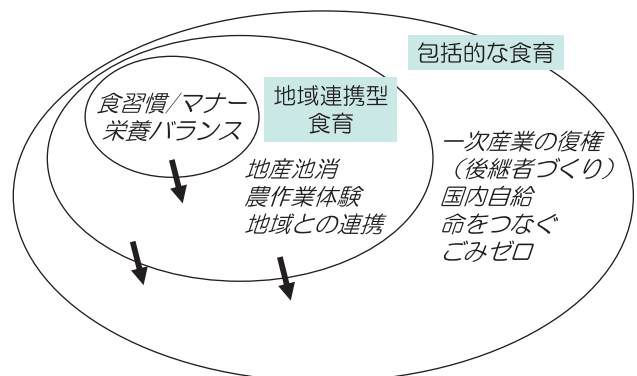 包括的な食育
地域連携型
食育
食習慣/マナー
栄養バランス
地産池消
農作業体験
地域との連携
一次産業の復権
（後継者づくり）
国内自給
命をつなぐ
ごみゼロ